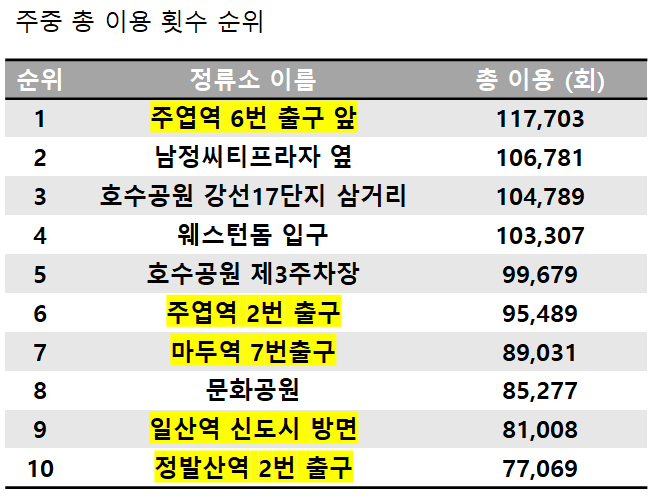 주중 총 이용 횟수 순위
순위 정류소 이름 총 이용 (회)
1 주엽역 6번 출구 앞 117,703
2 남정씨티프라자 옆 106,781
3 호수공원 강선17단지 삼거리 104,789
4 웨스턴돔 입구 103,307
5 호수공원 제3주차장 99,679
6 주엽역 2번 출구 95,489
7 마두역 7번출구 89,031
8 문화공원 85,277
9 일산역 신도시 방면 81,008
10 정발산역 2번 출구 77,069